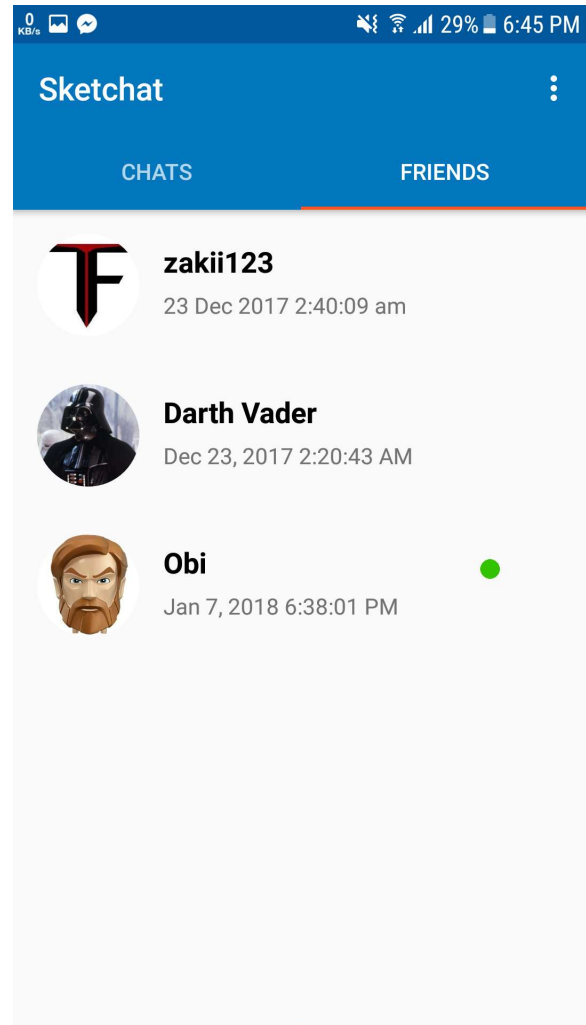 0
KB/s
29% 6:45 PM
Sketchat
CHATS FRIENDS
zakii123
23 Dec 2017 2:40:09 am
Darth Vader
Dec 23, 2017 2:20:43 AM
Obi
Jan 7, 2018 6:38:01 PM